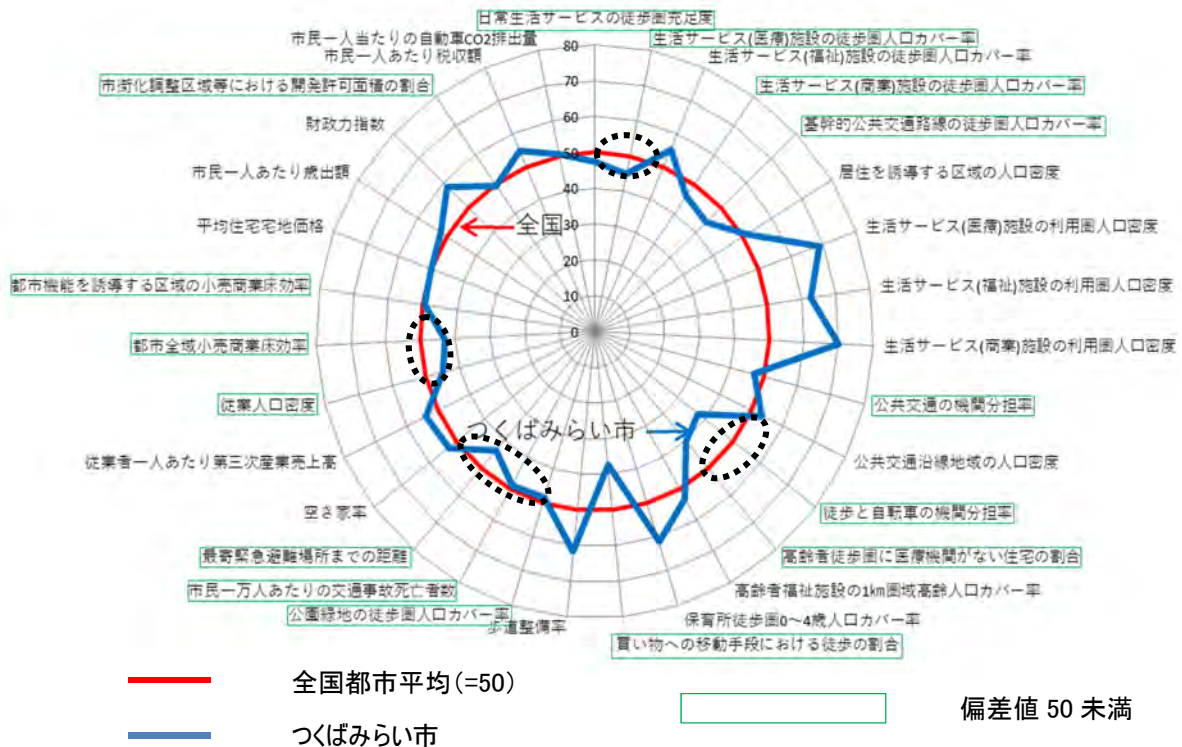 日常生活サービスの徒歩圏充足度
生活サービス(医療)施設の徒歩圏人口カバー率
生活サービス(福祉)施設の徒歩圏人口カバー率
生活サービス(商業)施設の徒歩圏人口カバー率
基幹的公共交通路線の徒歩圏人口カバー率
居住を誘導する区域の人口密度
生活サービス(医療)施設の利用圏人口密度
生活サービス(福祉)施設の利用圏人口密度
生活サービス(商業)施設の利用圏人口密度
公共交通の機関分担率
公共交通沿線地域の人口密度
徒歩と自転車の機関分担率
高齢者徒歩圏に医療機関がない住宅の割合
高齢者福祉施設の1km圏域高齢人口カバー率
保育所徒歩圏0～4歳人口カバー率
買い物への移動手段における徒歩の割合
歩道整備率
公園緑地の徒歩圏人口カバー率
市民一万人あたりの交通事故死亡者数
最寄緊急避難場所までの距離
空き家率
従業者一人あたり第三次産業売上高
従業人口密度
都市全域小売商業床効率
都市機能を誘導する区域の小売商業床効率
平均住宅宅地価格
市民一人あたり歳出額
財政力指数
市街化調整区域等における開発許可面積の割合
市民一人あたり税収額
市民一人当たりの自動車CO2排出量
80
70
60
50
40
30
20
10
0
全国
つくばみらい市
全国都市平均(=50)
つくばみらい市
偏差値 50 未満